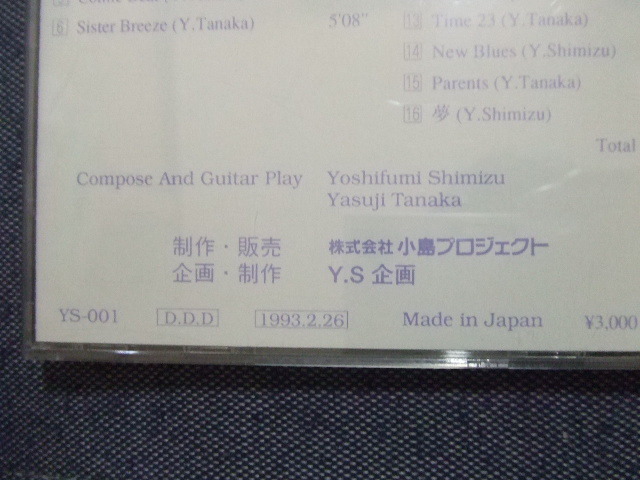 [6] Sister Breeze (Y.Tanaka) 5'08"
[13] Time 23 (Y.Tanaka)
[14] New Blues (Y.Shimizu)
[15] Parents (Y.Tanaka)
[16] 夢 (Y.Shimizu)
Total
Compose And Guitar Play Yoshifumi Shimizu
Yasuji Tanaka
制作・販売 株式会社 小島プロジェクト
企画・制作 Y.S 企画
YS-001 D.D.D 1993.2.26 Made in Japan ¥3,000